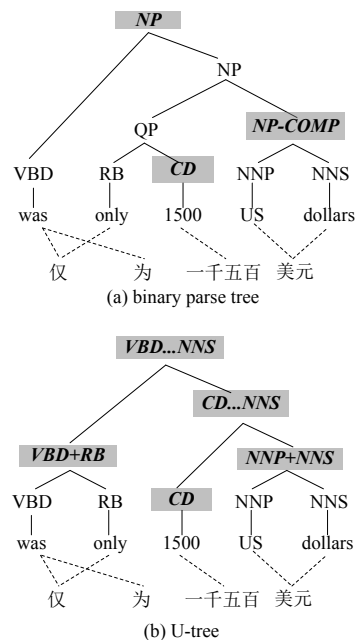 NP
NP
QP NP-COMP
VBD RB CD NNP NNS
was only 1500 US dollars
仅 为 一千五百 美元
(a) binary parse tree
VBD...NNS
CD...NNS
VBD+RB NNP+NNS
VBD RB CD NNP NNS
was only 1500 US dollars
仅 为 一千五百 美元
(b) U-tree